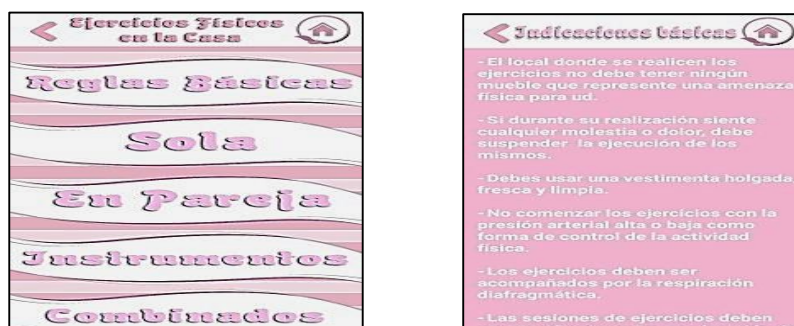 Ejercicios Físicos
en la Casa
Reglas Básicas
Sola
En Pareja
Instrumentos
Combinados
Indicaciones básicas
-El local donde se realicen los
ejercicios no debe tener ningún
mueble que represente una amenaza
física para ud.
-Si durante su realización siente
cualquier molestia o dolor, debe
suspender la ejecución de los
mismos.
-Debes usar una vestimenta holgada,
fresca y limpia.
-No comenzar los ejercicios con la
presión arterial alta o baja como
forma de control de la actividad
física.
-Los ejercicios deben ser
acompañados por la respiración
diafragmática.
-Las sesiones de ejercicios deben